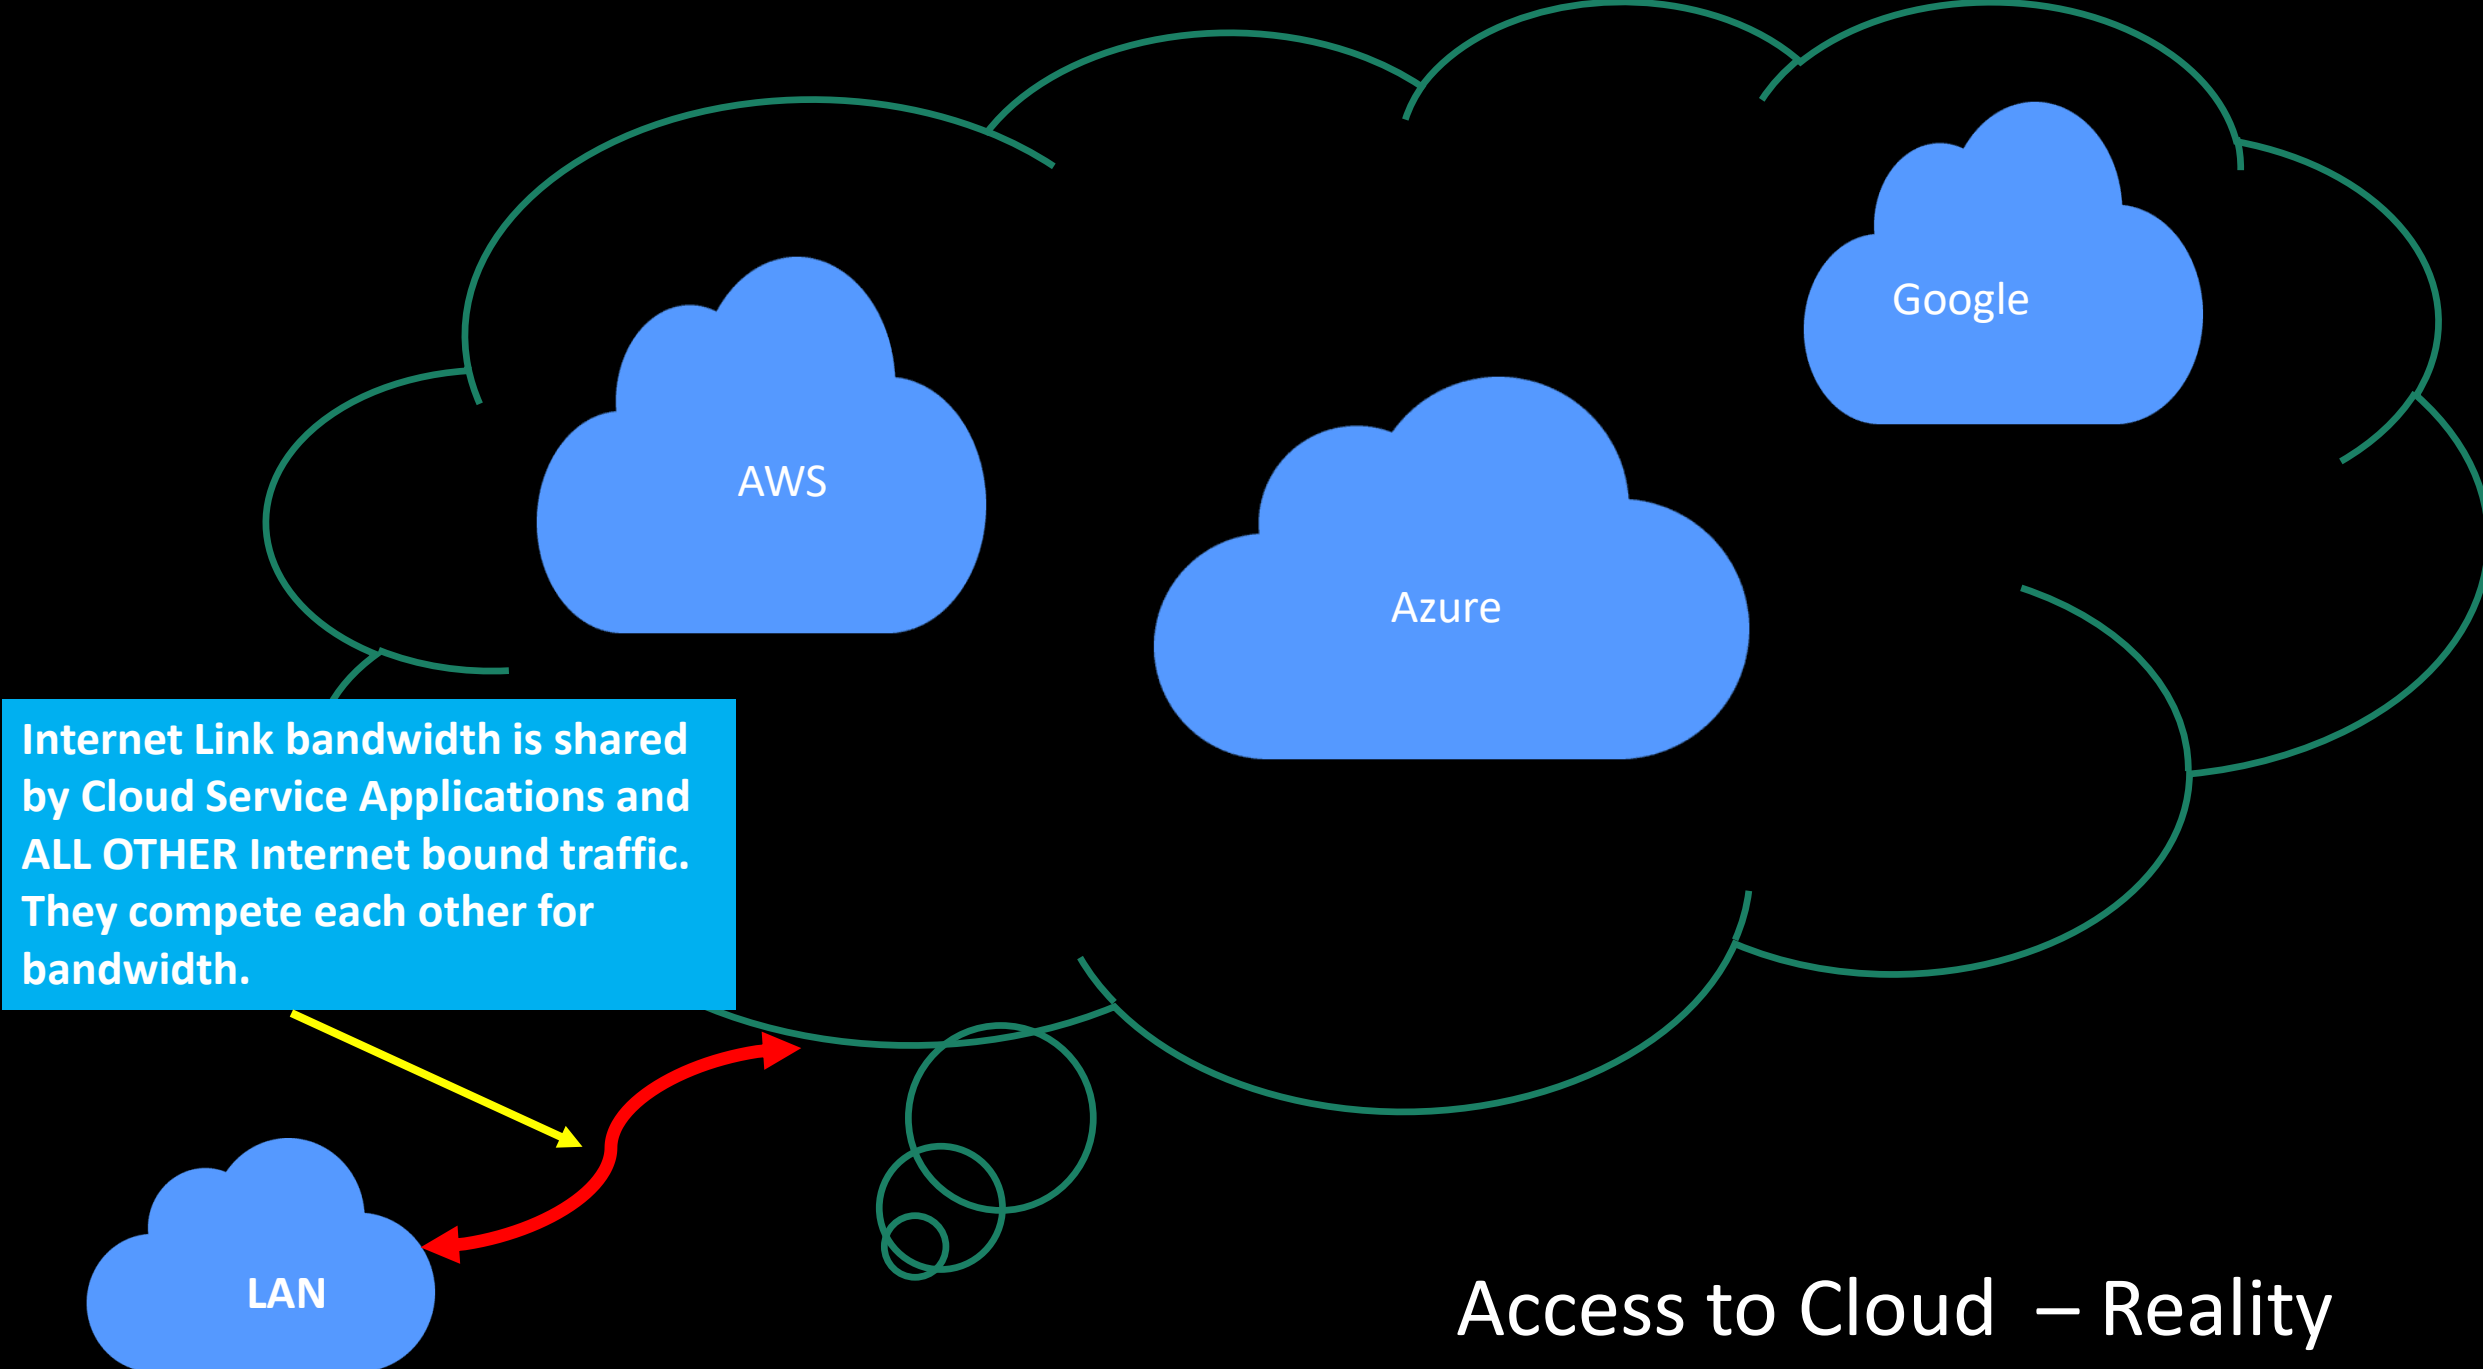 Google
AWS
Azure
Internet Link bandwidth is shared
by Cloud Service Applications and
ALL OTHER Internet bound traffic.
They compete each other for
bandwidth.
LAN
Access to Cloud – Reality